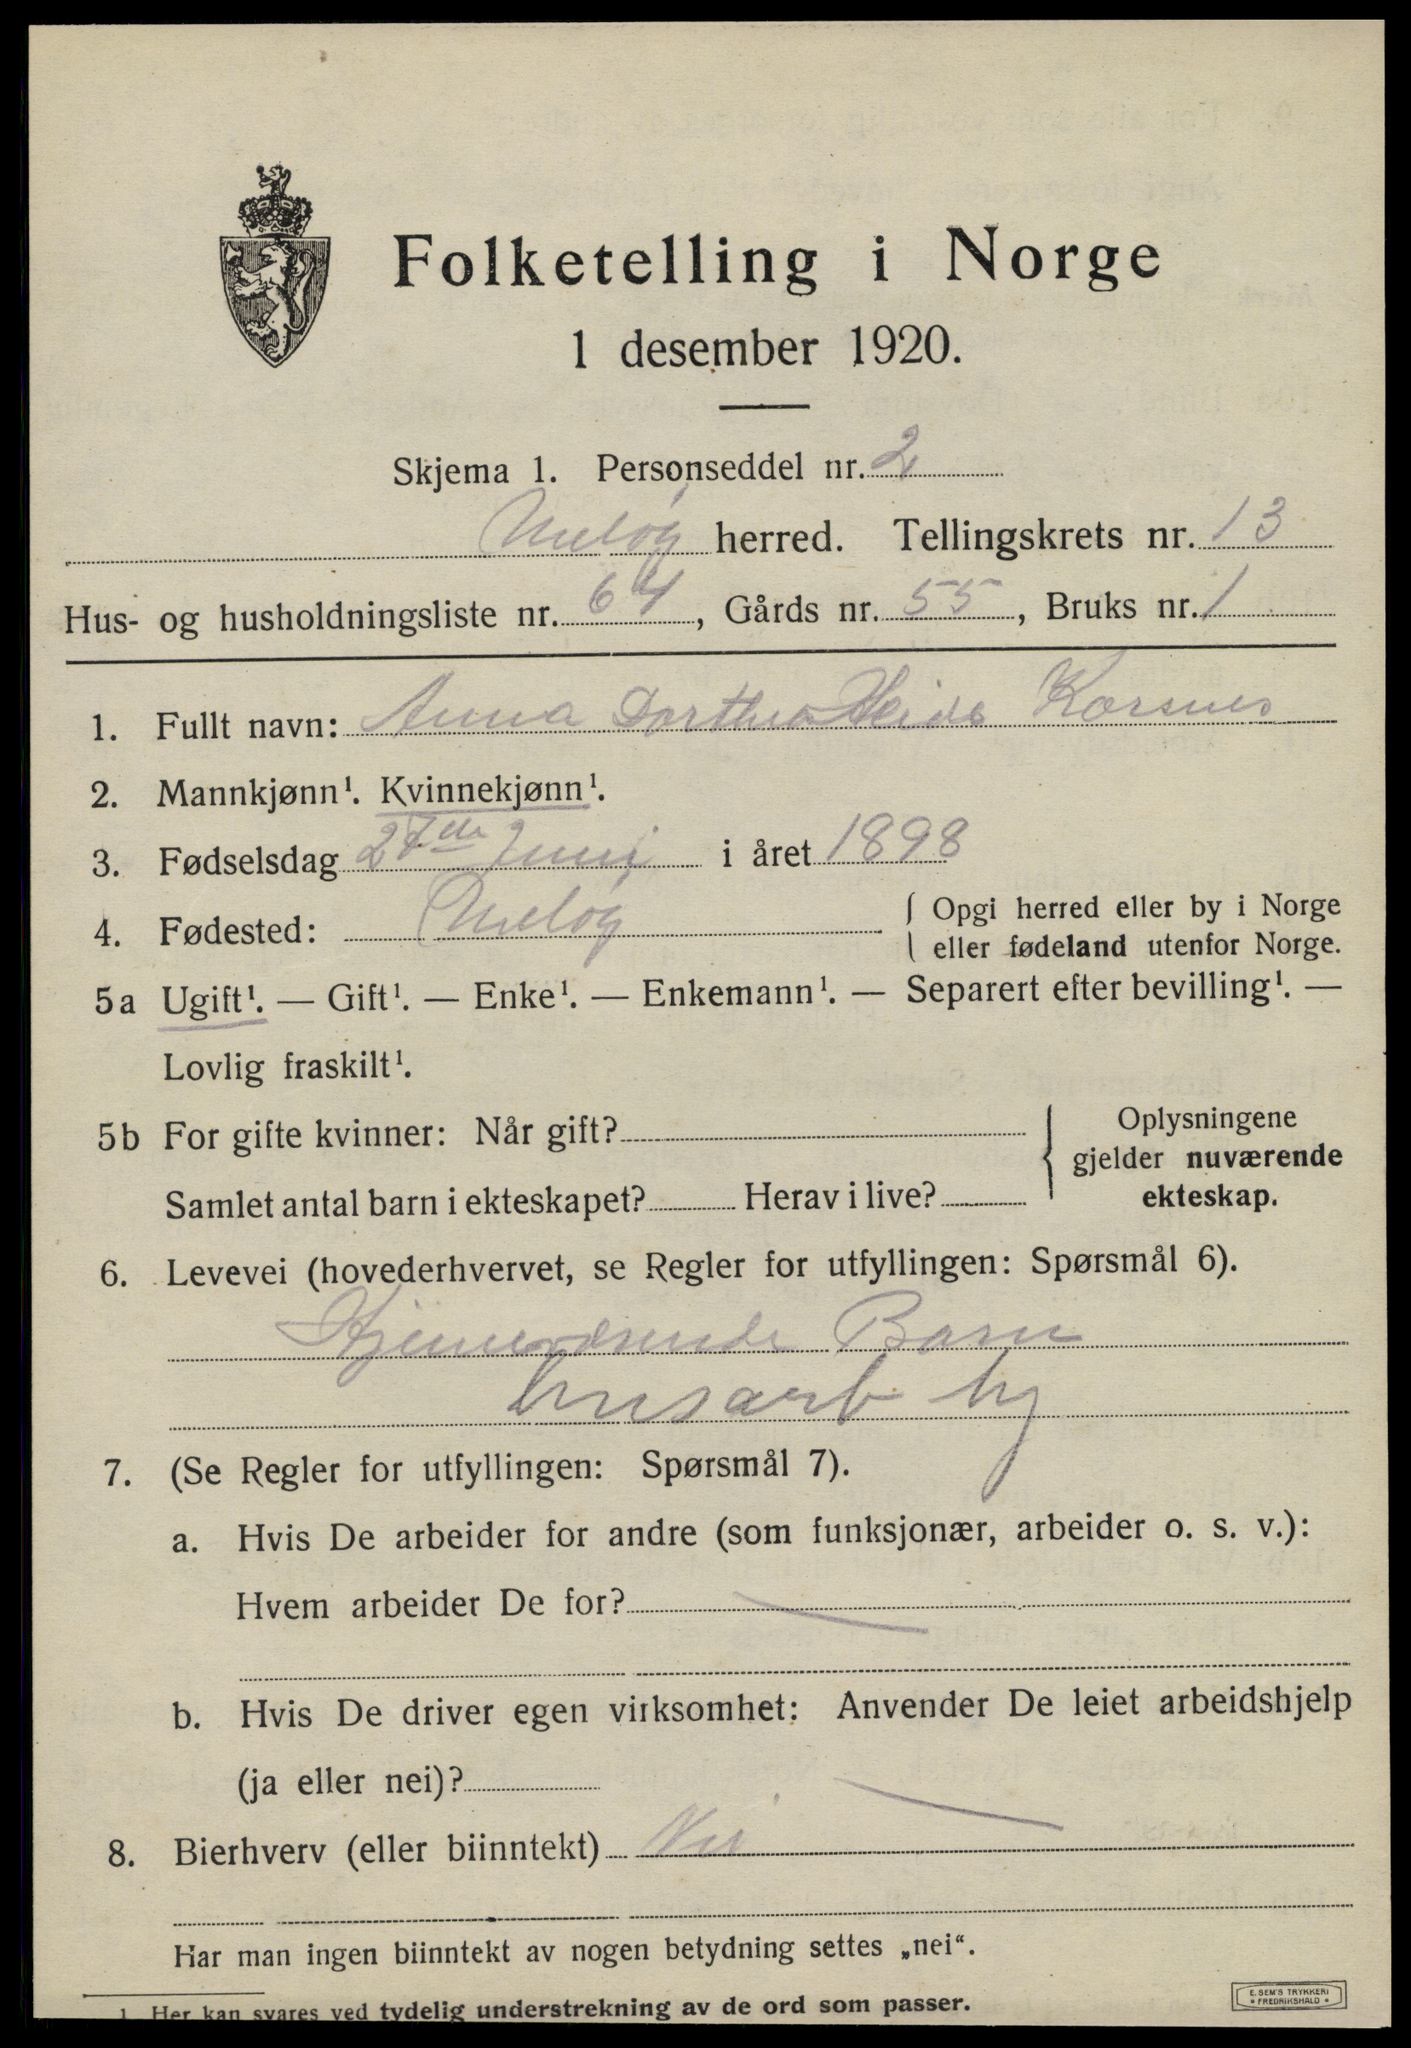 Folketelling i Norge
1 desember 1920.
Skjema 1. Personseddel nr. 2
Meløy herred. Tellingskrets nr. 13
Hus- og husholdningsliste nr. 64, Gårds nr. 55, Bruks nr. 1
1. Fullt navn: Anna Dorthea Heide Korsnes
2. Mannkjønn¹. Kvinnekjønn¹.
3. Fødselsdag 27de Juni i året 1898
4. Fødested: Meløy { Opgi herred eller by i Norge
eller fødeland utenfor Norge.
5a Ugift¹. — Gift¹. — Enke¹. — Enkemann¹. — Separert efter bevilling¹. —
Lovlig fraskilt¹.
5b For gifte kvinner: Når gift?
Samlet antal barn i ekteskapet? Herav i live?
Oplysningene
gjelder nuværende
ekteskap.
6. Levevei (hovederhvervet, se Regler for utfyllingen: Spørsmål 6).
Hjemmeværende Barn
husarb hj
7. (Se Regler for utfyllingen: Spørsmål 7).
a. Hvis De arbeider for andre (som funksjonær, arbeider o. s. v.):
Hvem arbeider De for? —
b. Hvis De driver egen virksomhet: Anvender De leiet arbeidshjelp
(ja eller nei)? —
8. Bierhverv (eller biinntekt) Nei
Har man ingen biinntekt av nogen betydning settes „nei“.
1 Her kan svares ved tydelig understrekning av de ord som passer.
E. SEM'S TRYKKERI
• FREDRIKSHALD •